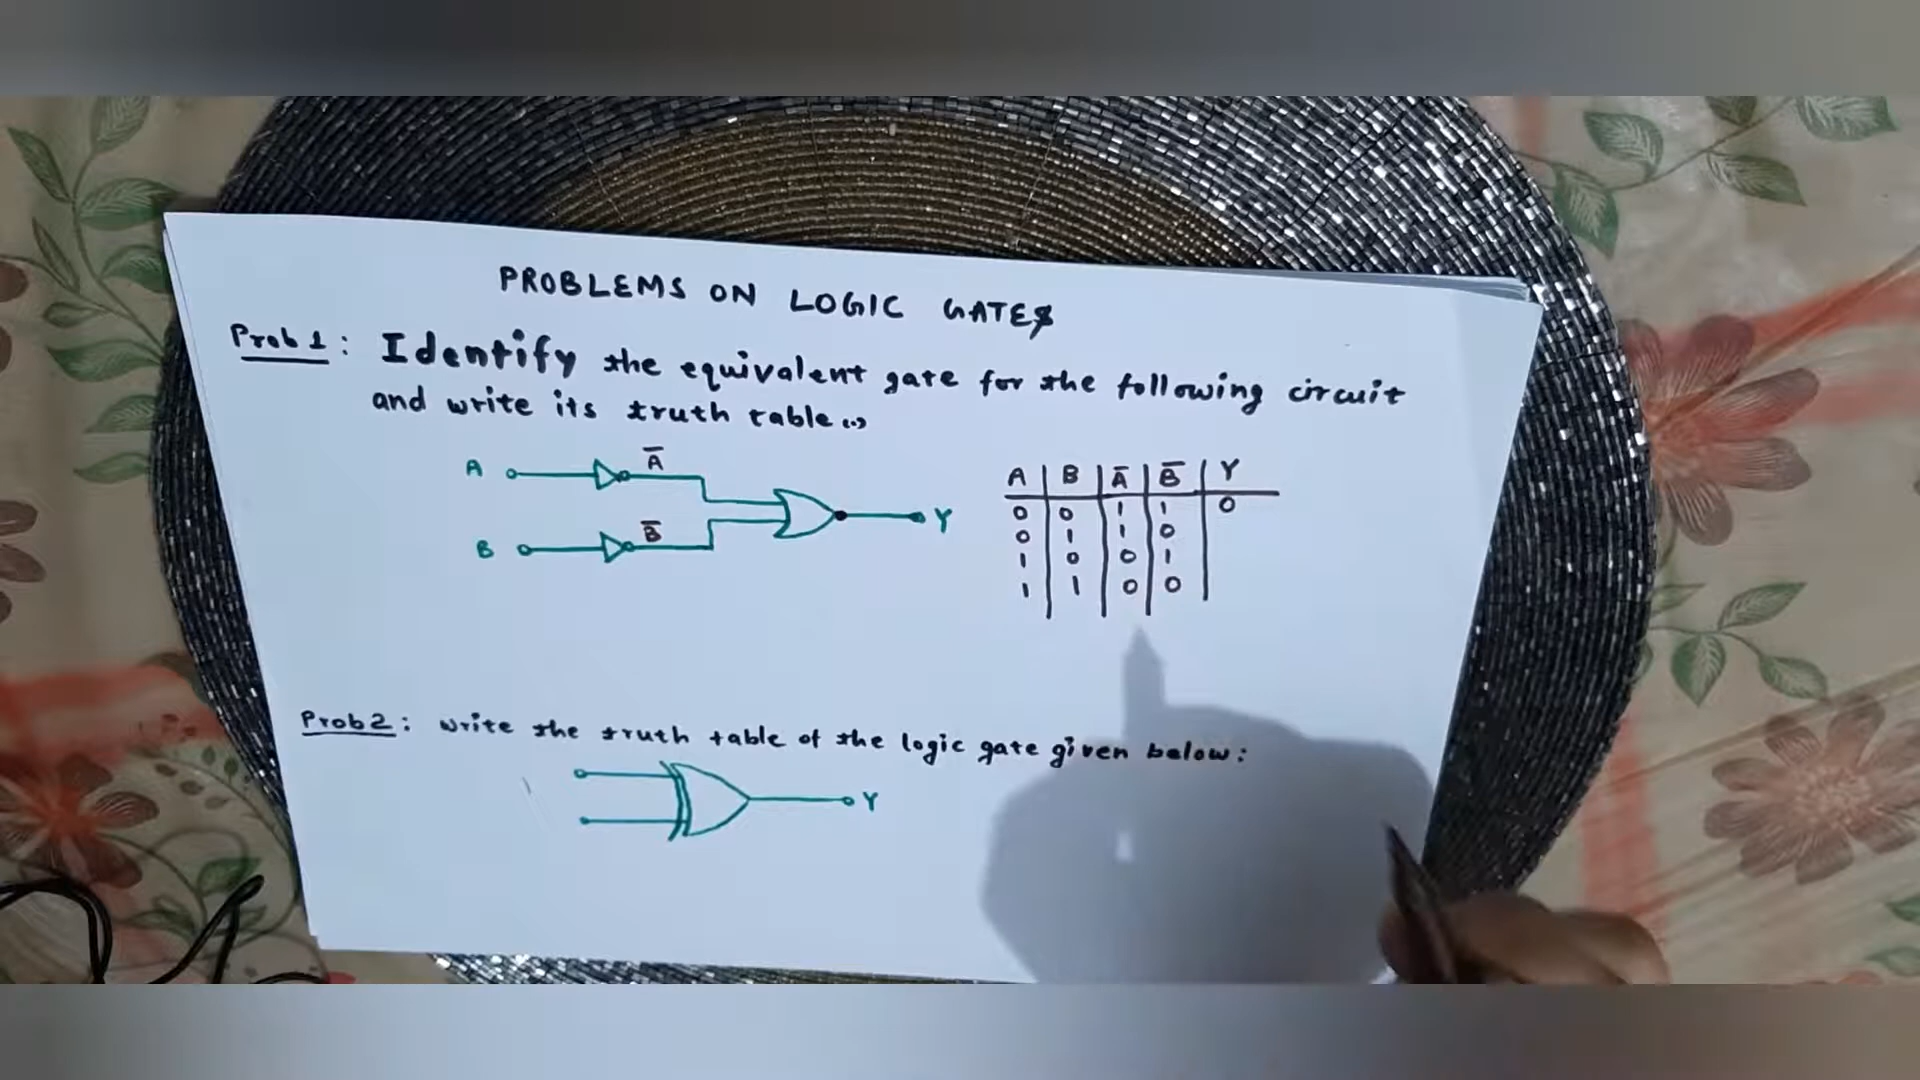 PROBLEMS ON LOGIC GATES
Prob 1: Identify the equivalent gate for the following circuit
and write its truth table.
A Ā
B B̅
Y
A B Ā B̅ Y
0 0 1 1 0
0 1 1 0
1 0 0 1
1 1 0 0
Prob 2: Write the truth table of the logic gate given below:
Y